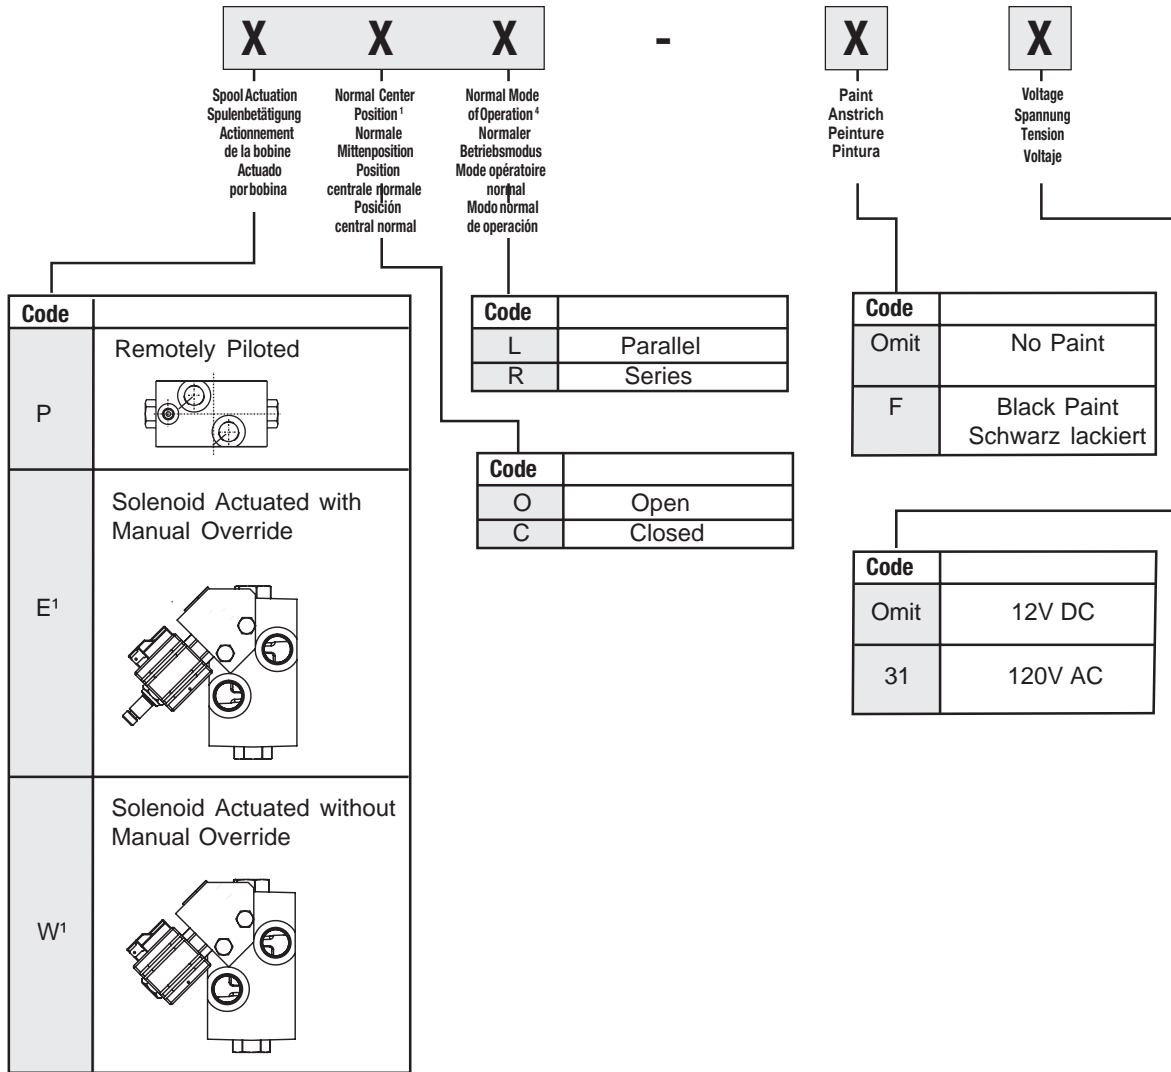 X X X - X X
Spool Actuation
Spulenbetätigung
Actionnement
de la bobine
Actuado
por bobina
Normal Center
Position ¹
Normale
Mittenposition
Position
centrale normale
Posición
central normal
Normal Mode
of Operation ⁴
Normaler
Betriebsmodus
Mode opératoire
normal
Modo normal
de operación
Paint
Anstrich
Peinture
Pintura
Voltage
Spannung
Tension
Voltaje
Code
P Remotely Piloted
E¹ Solenoid Actuated with
Manual Override
W¹ Solenoid Actuated without
Manual Override
Code
L Parallel
R Series
Code
O Open
C Closed
Code
Omit No Paint
F Black Paint
Schwarz lackiert
Code
Omit 12V DC
31 120V AC